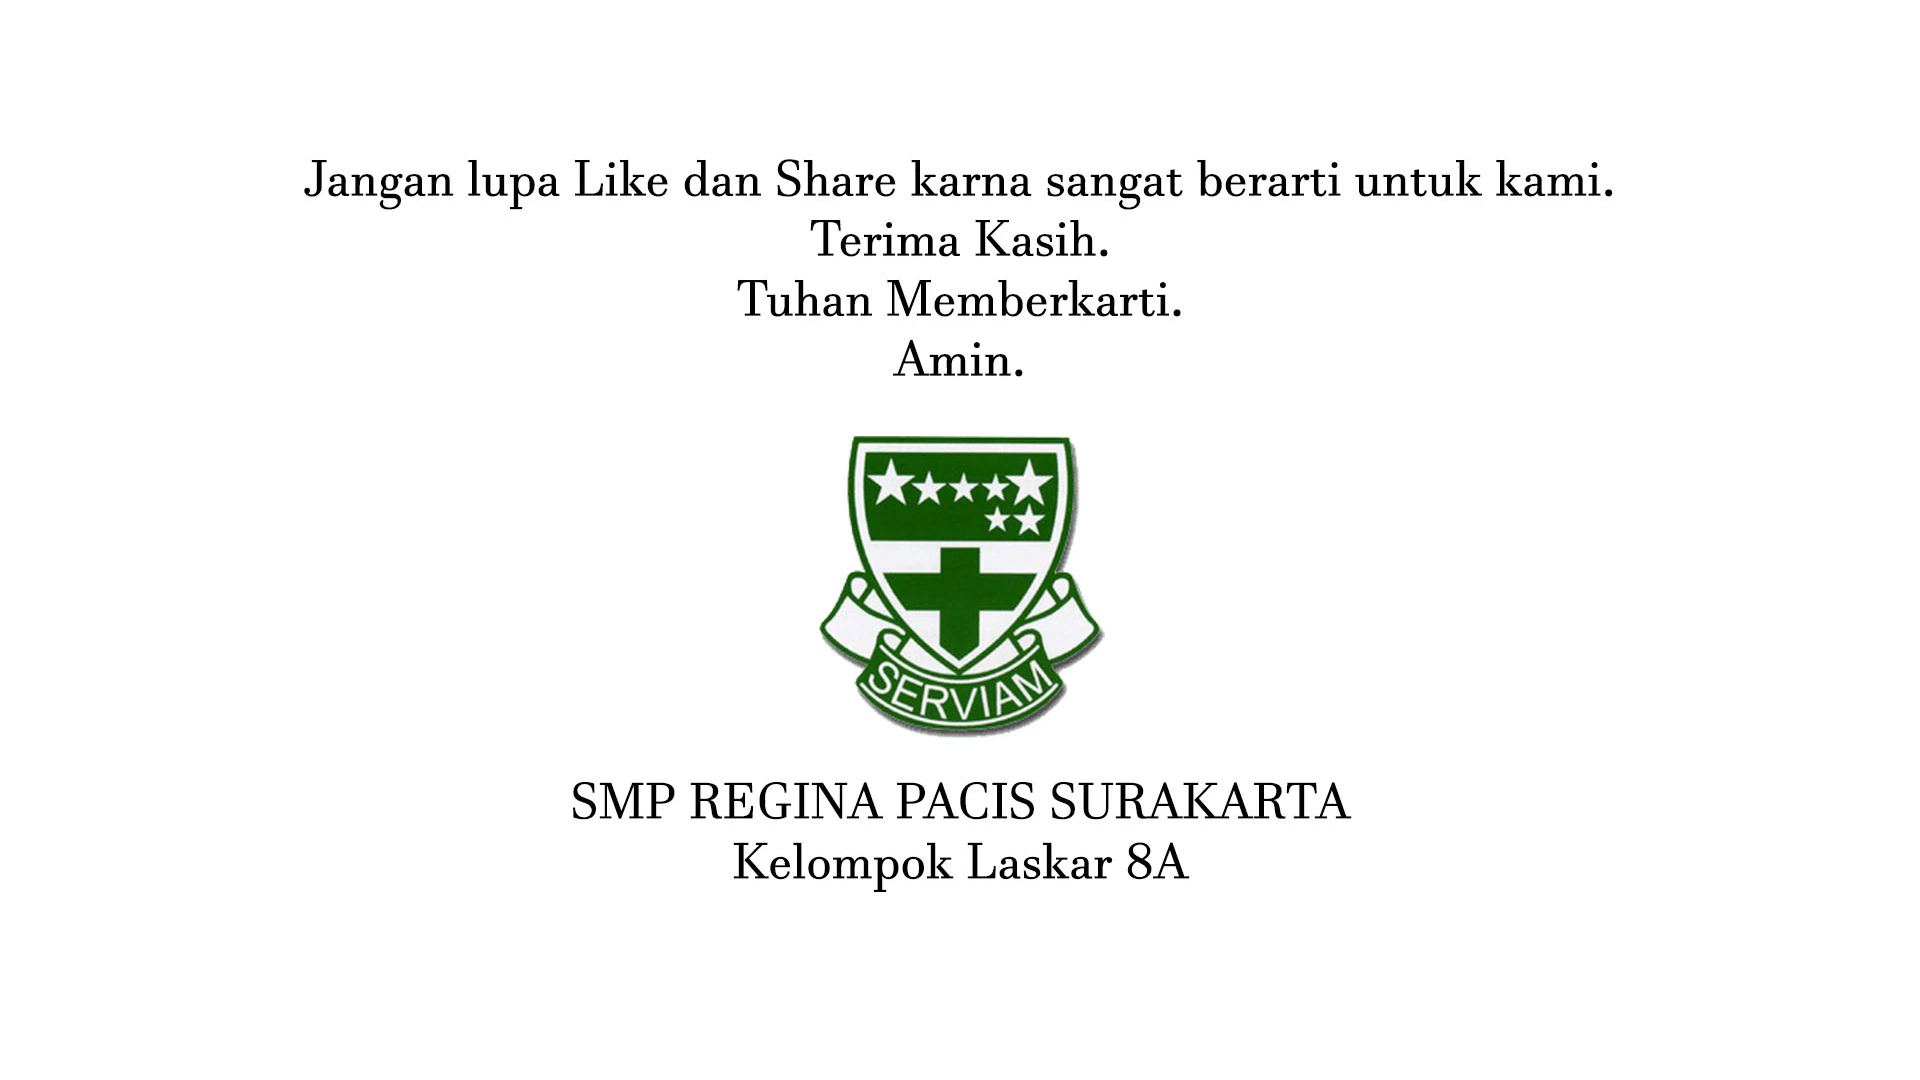 Jangan lupa Like dan Share karna sangat berarti untuk kami.
Terima Kasih.
Tuhan Memberkarti.
Amin.
SERVIAM
SMP REGINA PACIS SURAKARTA
Kelompok Laskar 8A